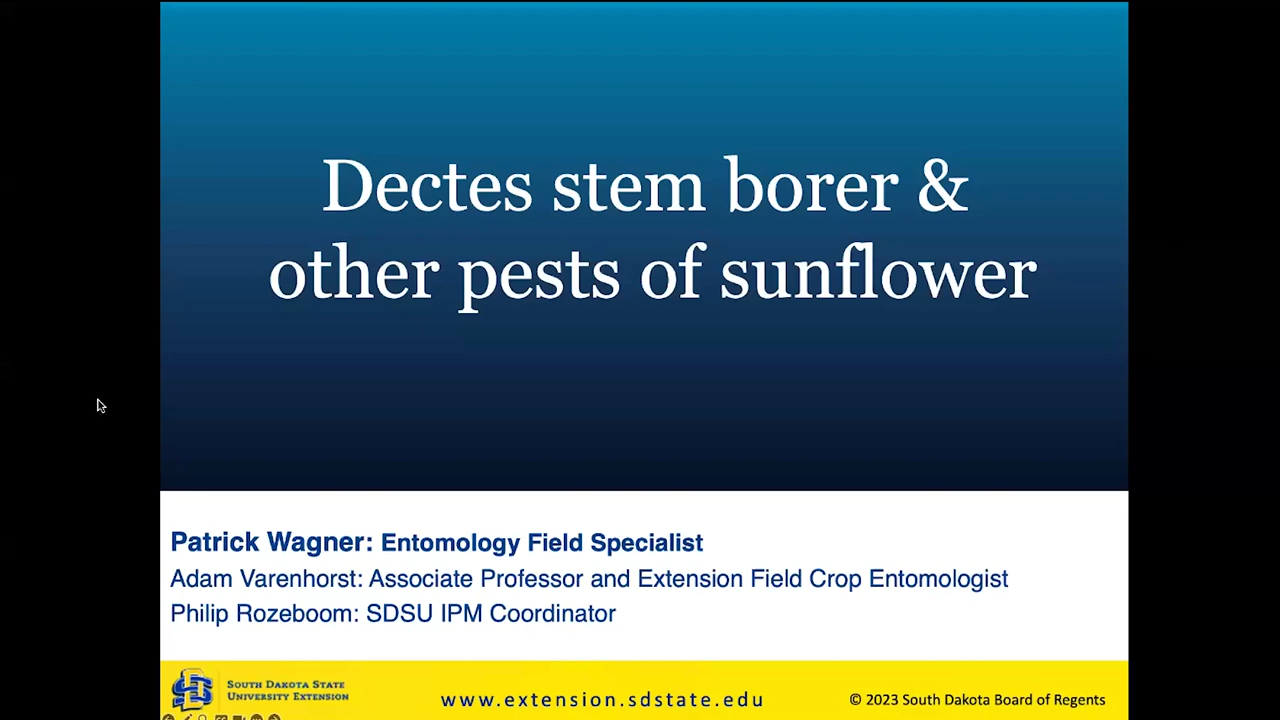 Dectes stem borer &
other pests of sunflower
Patrick Wagner: Entomology Field Specialist
Adam Varenhorst: Associate Professor and Extension Field Crop Entomologist
Philip Rozeboom: SDSU IPM Coordinator
SOUTH DAKOTA STATE
UNIVERSITY EXTENSION
www.extension.sdstate.edu
© 2023 South Dakota Board of Regents